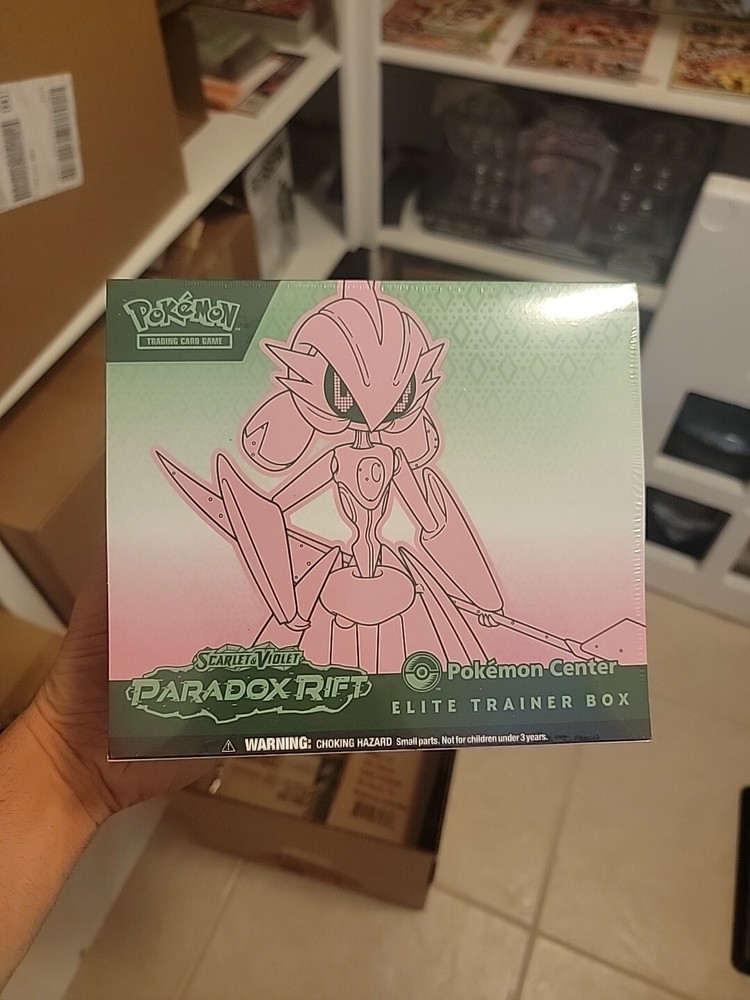 POKéMON
TRADING CARD GAME
SCARLET & VIOLET
PARADOX RIFT
Pokémon Center
ELITE TRAINER BOX
WARNING: CHOKING HAZARD Small parts. Not for children under 3 years.